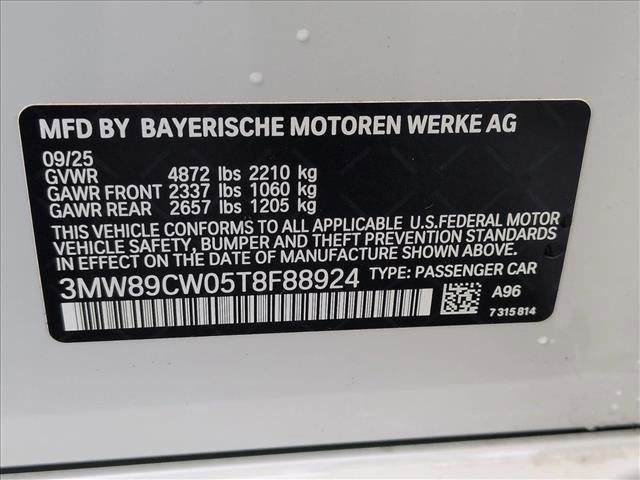 MFD BY BAYERISCHE MOTOREN WERKE AG
09/25
GVWR 4872 lbs 2210 kg
GAWR FRONT 2337 lbs 1060 kg
GAWR REAR 2657 lbs 1205 kg
THIS VEHICLE CONFORMS TO ALL APPLICABLE U.S.FEDERAL MOTOR
VEHICLE SAFETY, BUMPER AND THEFT PREVENTION STANDARDS
IN EFFECT ON THE DATE OF MANUFACTURE SHOWN ABOVE.
3MW89CW05T8F88924 TYPE: PASSENGER CAR
A96
7 315 814